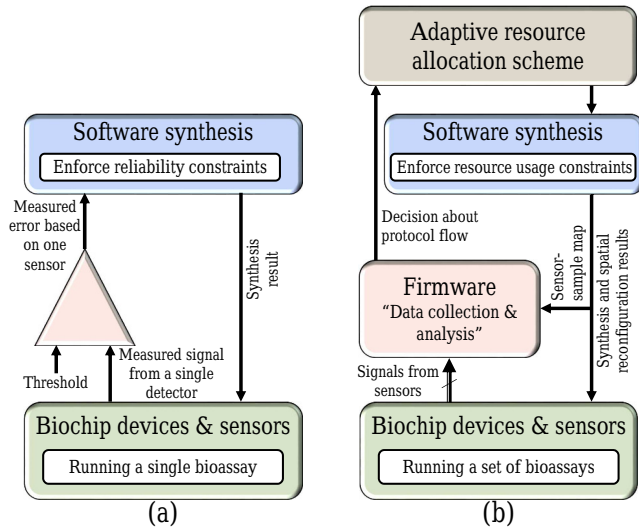 Software synthesis
Enforce reliability constraints
Measured
error based
on one
sensor
Synthesis
result
Threshold
Measured signal
from a single
detector
Biochip devices & sensors
Running a single bioassay
(a)
Adaptive resource
allocation scheme
Software synthesis
Enforce resource usage constraints
Decision about
protocol flow
Firmware
“Data collection &
analysis”
Sensor-
sample map
Synthesis and spatial
reconfiguration results
Signals from
sensors
Biochip devices & sensors
Running a set of bioassays
(b)